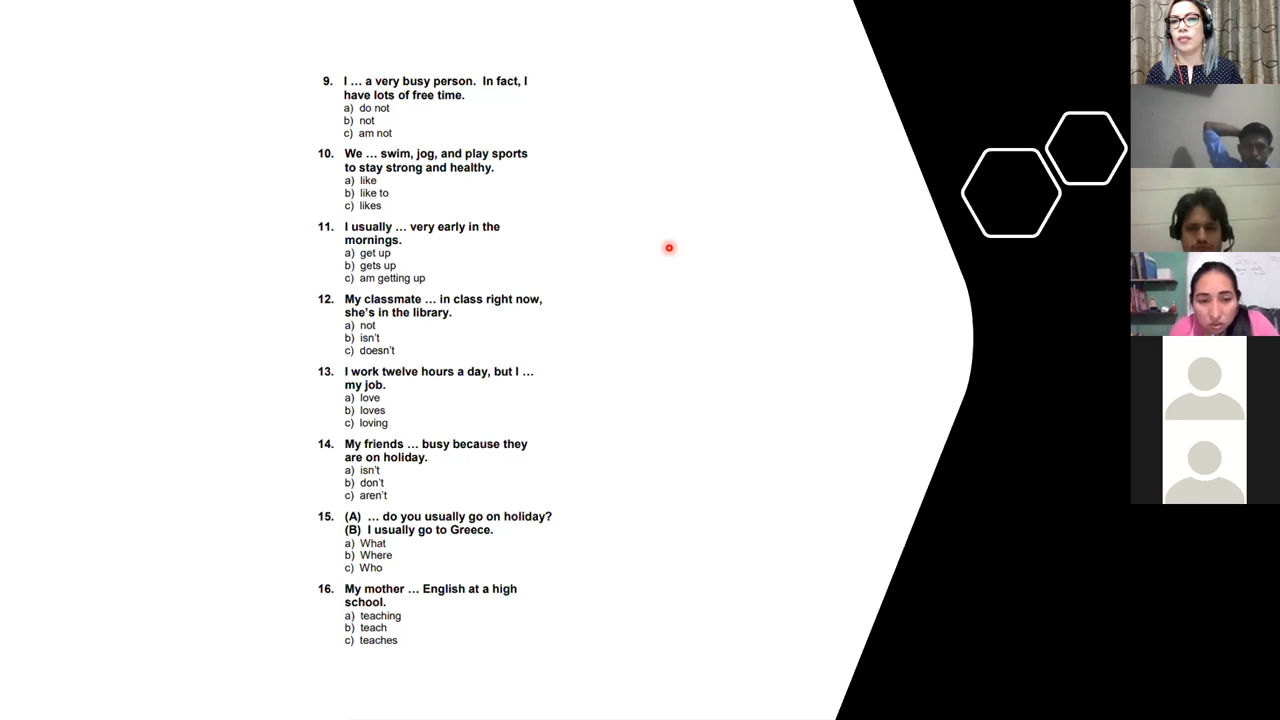 9. I … a very busy person. In fact, I
have lots of free time.
a) do not
b) not
c) am not
10. We … swim, jog, and play sports
to stay strong and healthy.
a) like
b) like to
c) likes
11. I usually … very early in the
mornings.
a) get up
b) gets up
c) am getting up
12. My classmate … in class right now,
she's in the library.
a) not
b) isn't
c) doesn't
13. I work twelve hours a day, but I …
my job.
a) love
b) loves
c) loving
14. My friends … busy because they
are on holiday.
a) isn't
b) don't
c) aren't
15. (A) … do you usually go on holiday?
(B) I usually go to Greece.
a) What
b) Where
c) Who
16. My mother … English at a high
school.
a) teaching
b) teach
c) teaches